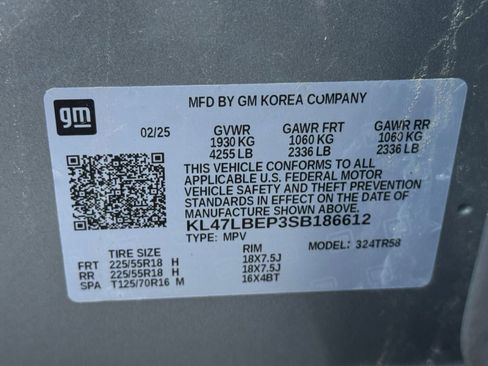 gm
MFD BY GM KOREA COMPANY
02/25 GVWR GAWR FRT GAWR RR
1930 KG 1060 KG 1060 KG
4255 LB 2336 LB 2336 LB
THIS VEHICLE CONFORMS TO ALL
APPLICABLE U.S. FEDERAL MOTOR
VEHICLE SAFETY AND THEFT PREVENTION
STANDARDS IN EFFECT ON THE DATE OF
MANUFACTURE SHOWN ABOVE.
KL47LBEP3SB186612
TYPE: MPV MODEL: 324TR58
TIRE SIZE RIM
FRT 225/55R18 H 18X7.5J
RR 225/55R18 H 18X7.5J
SPA T125/70R16 M 16X4BT